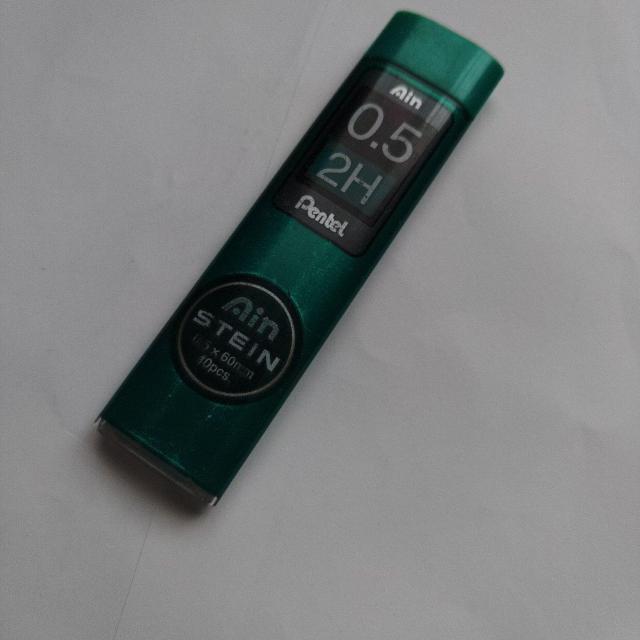 Ain
0.5
2H
Pentel
Ain
STEIN
0.5 x 60mm
40pcs.